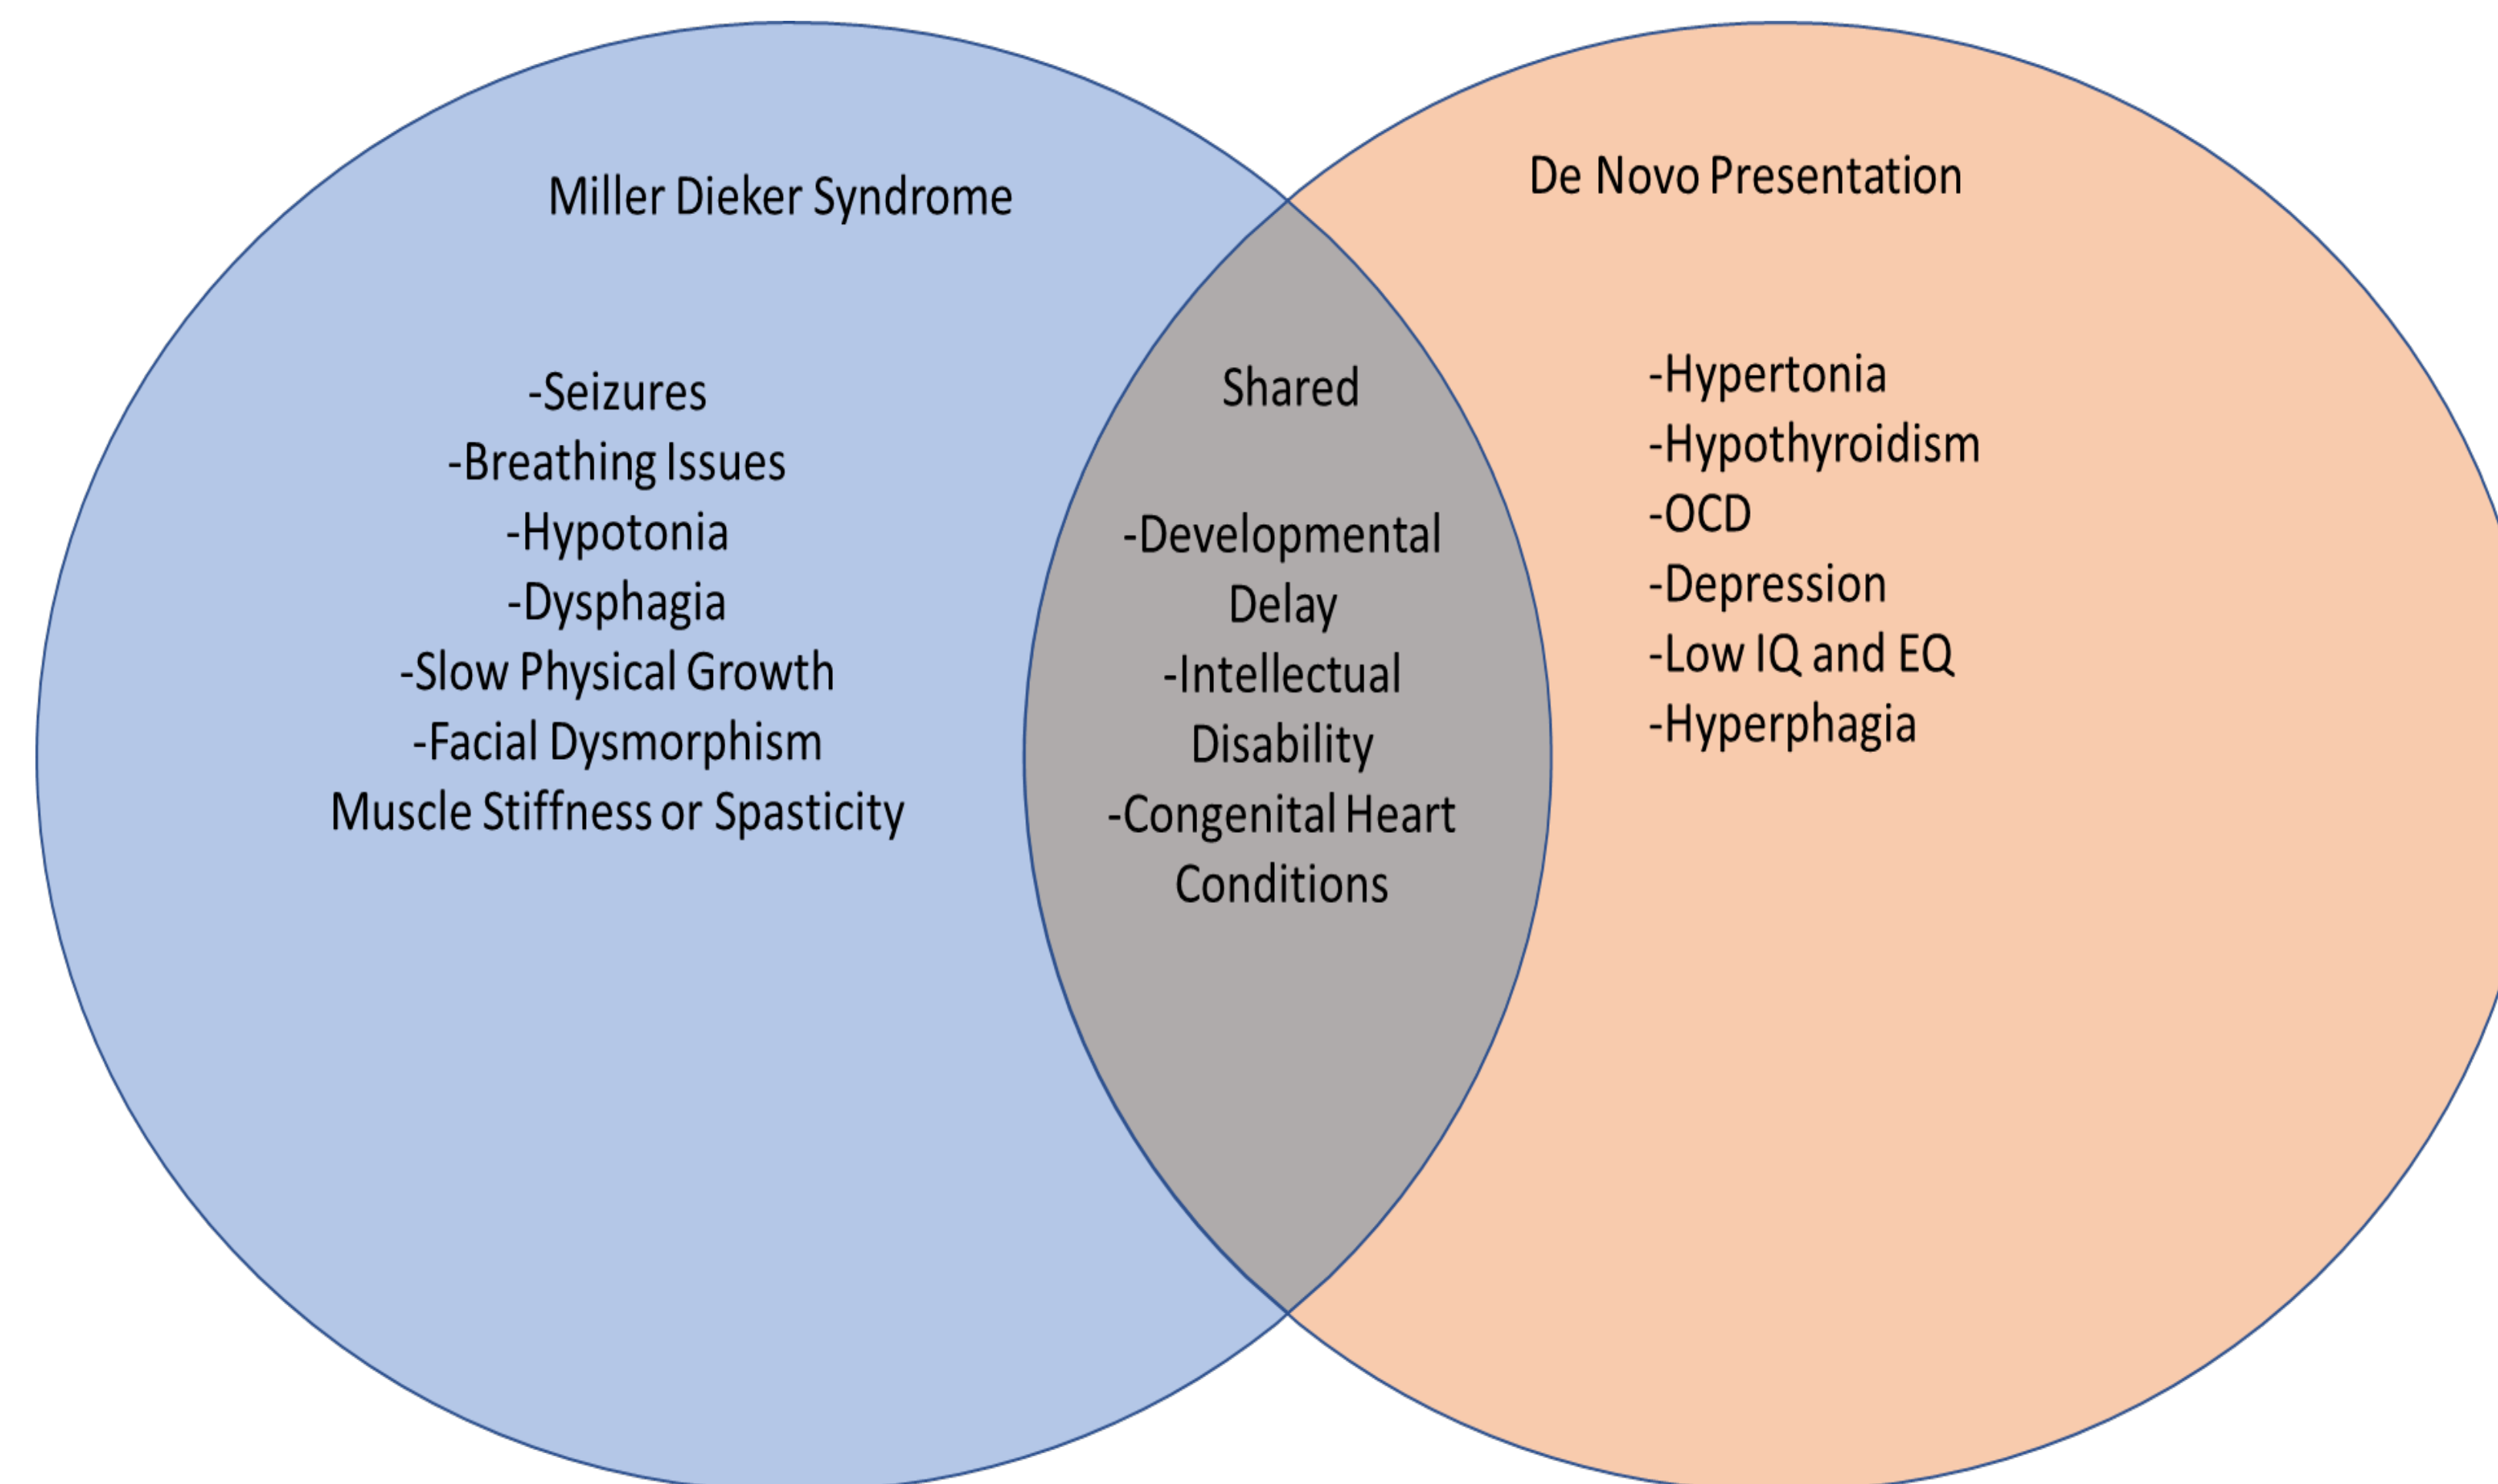 Miller Dieker Syndrome
-Seizures
-Breathing Issues
-Hypotonia
-Dysphagia
-Slow Physical Growth
-Facial Dysmorphism
Muscle Stiffness or Spasticity
Shared
-Developmental
Delay
-Intellectual
Disability
-Congenital Heart
Conditions
De Novo Presentation
-Hypertonia
-Hypothyroidism
-OCD
-Depression
-Low IQ and EQ
-Hyperphagia